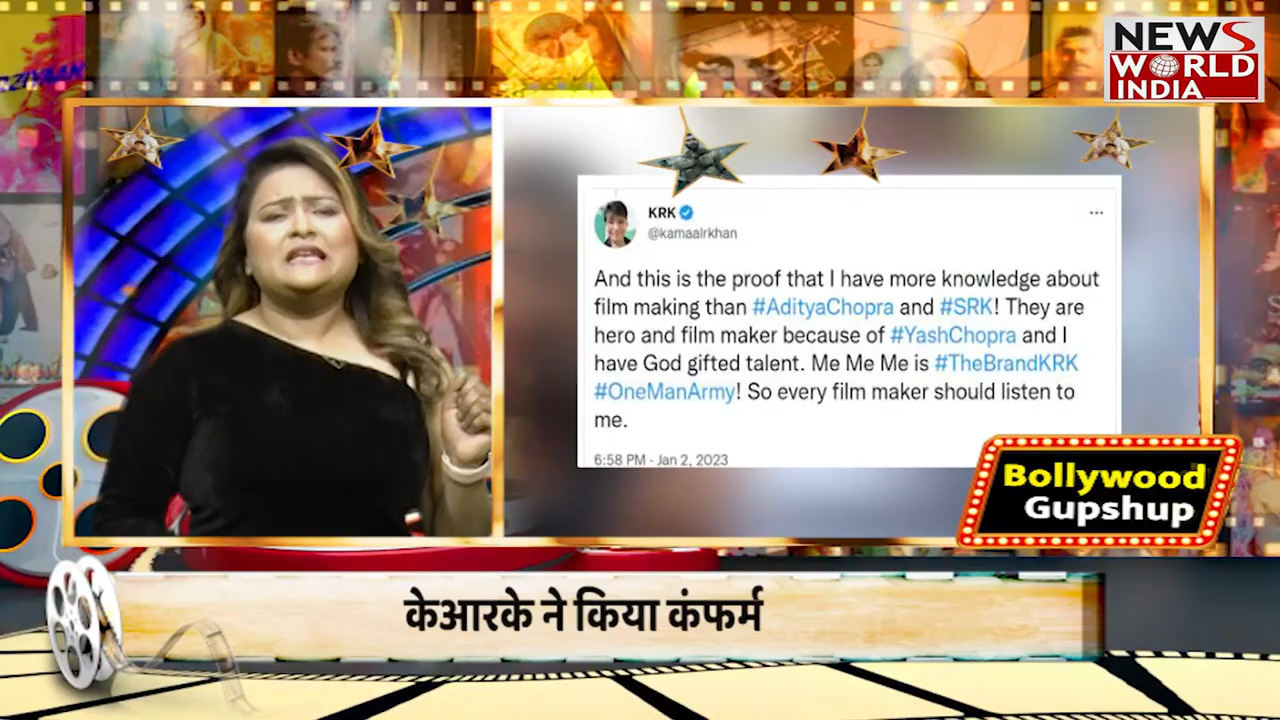 NEWS
WORLD
INDIA
KRK
@kamaalrkhan
And this is the proof that I have more knowledge about
film making than #AdityaChopra and #SRK! They are
hero and film maker because of #YashChopra and I
have God gifted talent. Me Me Me is #TheBrandKRK
#OneManArmy! So every film maker should listen to
me.
6:58 PM - Jan 2, 2023
Bollywood
Gupshup
केआरके ने किया कंफर्म